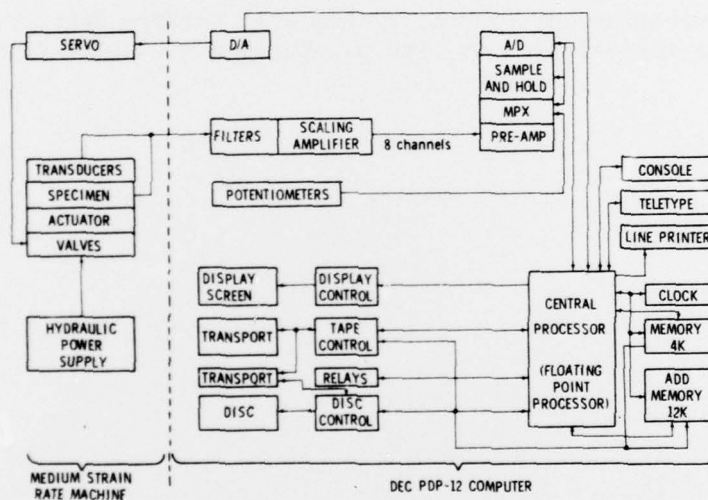 SERVO
D/A
A/D
SAMPLE
AND HOLD
MPX
PRE-AMP
FILTERS
SCALING
AMPLIFIER
8 channels
TRANSDUCERS
SPECIMEN
ACTUATOR
VALVES
POTENTIOMETERS
CONSOLE
TELETYPE
LINE PRINTER
HYDRAULIC
POWER
SUPPLY
DISPLAY
SCREEN
DISPLAY
CONTROL
TRANSPORT
TAPE
CONTROL
TRANSPORT
RELAYS
DISC
DISC
CONTROL
CENTRAL
PROCESSOR
(FLOATING
POINT
PROCESSOR)
CLOCK
MEMORY
4K
ADD
MEMORY
12K
MEDIUM STRAIN
RATE MACHINE
DEC PDP-12 COMPUTER